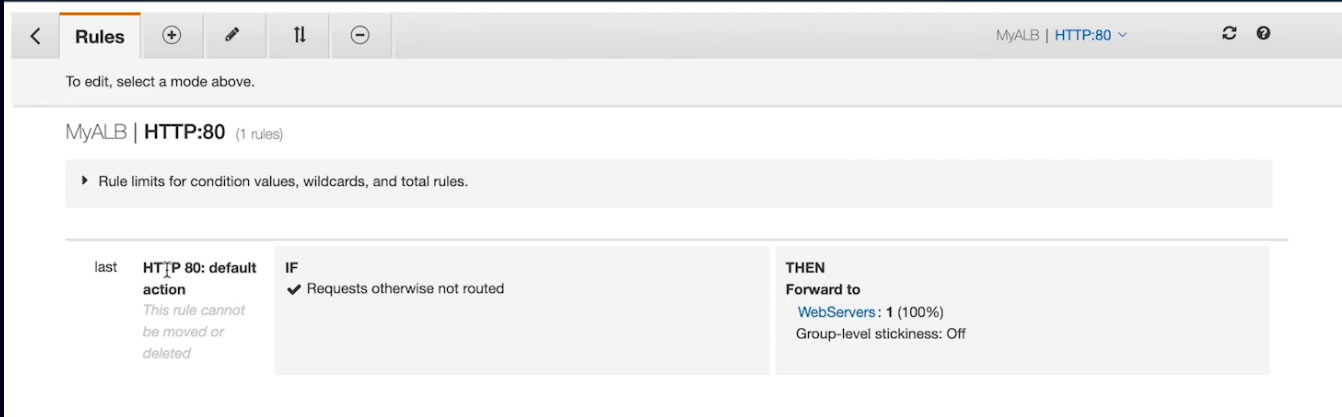 Rules
MyALB | HTTP:80
To edit, select a mode above.
MyALB | HTTP:80 (1 rules)
Rule limits for condition values, wildcards, and total rules.
last
HTTP 80: default
action
This rule cannot
be moved or
deleted
IF
Requests otherwise not routed
THEN
Forward to
WebServers: 1 (100%)
Group-level stickiness: Off